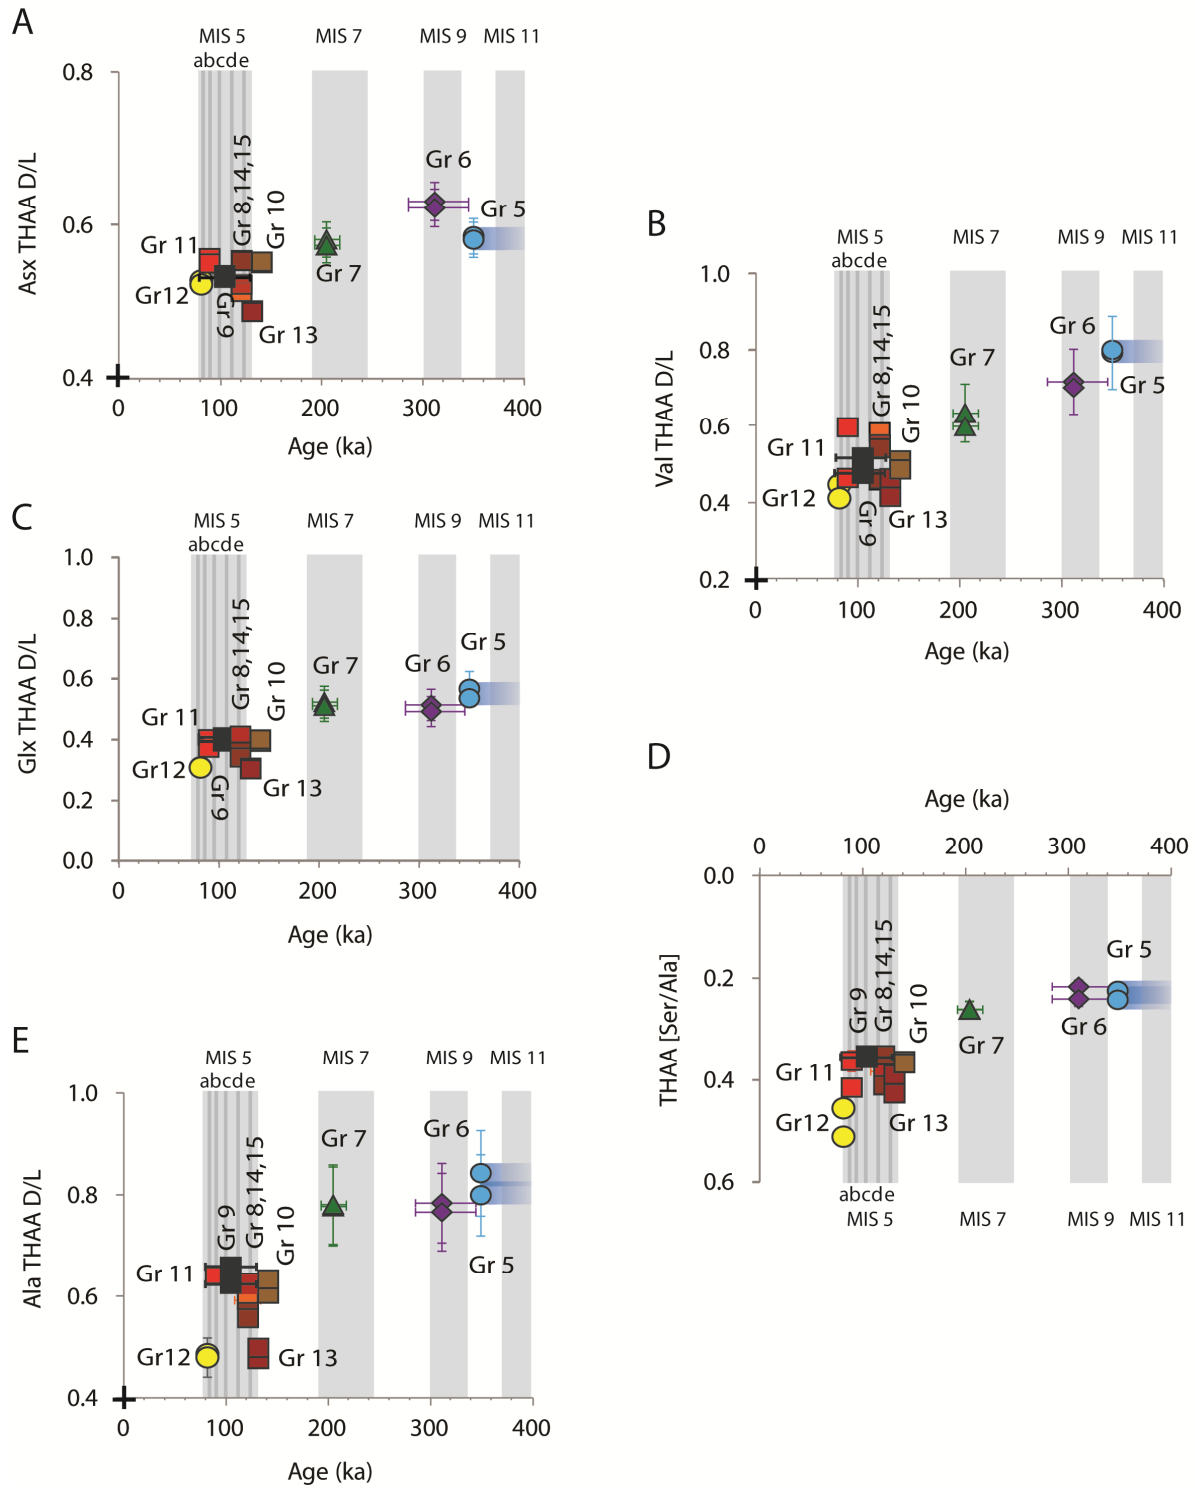 A
MIS 5
MIS 7
MIS 9
MIS 11
abcde
0.8
0.6
0.4
Asx THAA D/L
Gr 11
Gr12
Gr 9
Gr 8,14,15
Gr 10
Gr 13
Gr 7
Gr 6
Gr 5
0
100
200
300
400
Age (ka)
B
MIS 5
MIS 7
MIS 9
MIS 11
abcde
1.0
0.8
0.6
0.4
0.2
Val THAA D/L
Gr 11
Gr12
Gr 9
Gr 8,14,15
Gr 10
Gr 13
Gr 7
Gr 6
Gr 5
0
100
200
300
400
Age (ka)
C
MIS 5
MIS 7
MIS 9
MIS 11
abcde
1.0
0.8
0.6
0.4
0.2
0.0
Glx THAA D/L
Gr 11
Gr12
Gr 9
Gr 8,14,15
Gr 10
Gr 13
Gr 7
Gr 6
Gr 5
0
100
200
300
400
Age (ka)
D
Age (ka)
0
100
200
300
400
0.0
0.2
0.4
0.6
THAA [Ser/Ala]
Gr 11
Gr12
Gr 9
Gr 8,14,15
Gr 10
Gr 13
Gr 7
Gr 6
Gr 5
abcde
MIS 5
MIS 7
MIS 9
MIS 11
E
MIS 5
MIS 7
MIS 9
MIS 11
abcde
1.0
0.8
0.6
0.4
Ala THAA D/L
Gr 11
Gr12
Gr 9
Gr 8,14,15
Gr 10
Gr 13
Gr 7
Gr 6
Gr 5
0
100
200
300
400
Age (ka)